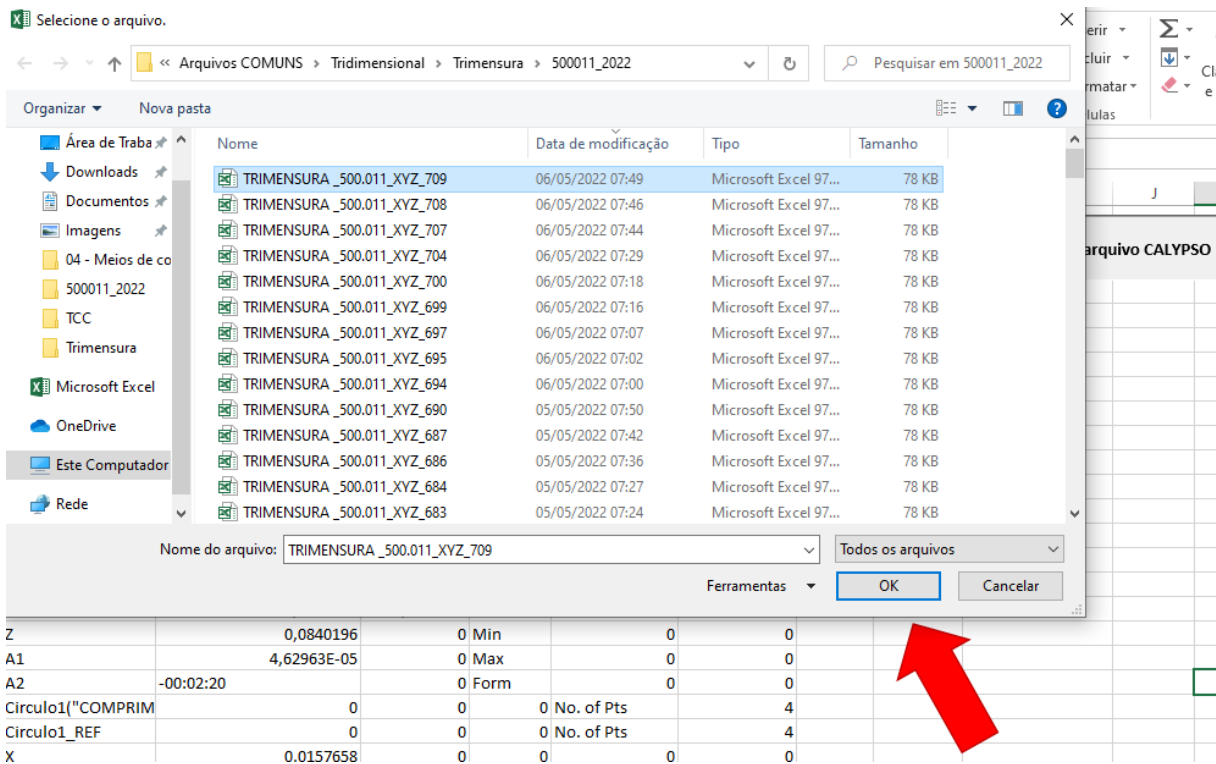 Selecione o arquivo.
« Arquivos COMUNS › Tridimensional › Trimensura › 500011_2022
Pesquisar em 500011_2022
Organizar
Nova pasta
Nome Data de modificação Tipo Tamanho
Área de Traba
Downloads
Documentos
Imagens
04 - Meios de co
500011_2022
TCC
Trimensura
Microsoft Excel
OneDrive
Este Computador
Rede
TRIMENSURA _500.011_XYZ_709 06/05/2022 07:49 Microsoft Excel 97... 78 KB
TRIMENSURA _500.011_XYZ_708 06/05/2022 07:46 Microsoft Excel 97... 78 KB
TRIMENSURA _500.011_XYZ_707 06/05/2022 07:44 Microsoft Excel 97... 78 KB
TRIMENSURA _500.011_XYZ_704 06/05/2022 07:29 Microsoft Excel 97... 78 KB
TRIMENSURA _500.011_XYZ_700 06/05/2022 07:18 Microsoft Excel 97... 78 KB
TRIMENSURA _500.011_XYZ_699 06/05/2022 07:16 Microsoft Excel 97... 78 KB
TRIMENSURA _500.011_XYZ_697 06/05/2022 07:07 Microsoft Excel 97... 78 KB
TRIMENSURA _500.011_XYZ_695 06/05/2022 07:02 Microsoft Excel 97... 78 KB
TRIMENSURA _500.011_XYZ_694 06/05/2022 07:00 Microsoft Excel 97... 78 KB
TRIMENSURA _500.011_XYZ_690 05/05/2022 07:50 Microsoft Excel 97... 78 KB
TRIMENSURA _500.011_XYZ_687 05/05/2022 07:42 Microsoft Excel 97... 78 KB
TRIMENSURA _500.011_XYZ_686 05/05/2022 07:36 Microsoft Excel 97... 78 KB
TRIMENSURA _500.011_XYZ_684 05/05/2022 07:27 Microsoft Excel 97... 78 KB
TRIMENSURA _500.011_XYZ_683 05/05/2022 07:24 Microsoft Excel 97... 78 KB
Nome do arquivo: TRIMENSURA _500.011_XYZ_709 Todos os arquivos
Ferramentas OK Cancelar
erir
cluir
rmatar
lulas
Cl
e
J
arquivo CALYPSO
Z 0,0840196 0 Min 0 0
A1 4,62963E-05 0 Max 0 0
A2 -00:02:20 0 Form 0 0
Circulo1("COMPRIM 0 0 0 No. of Pts 4
Circulo1_REF 0 0 0 No. of Pts 4
X 0.0157658 0 0 0 0